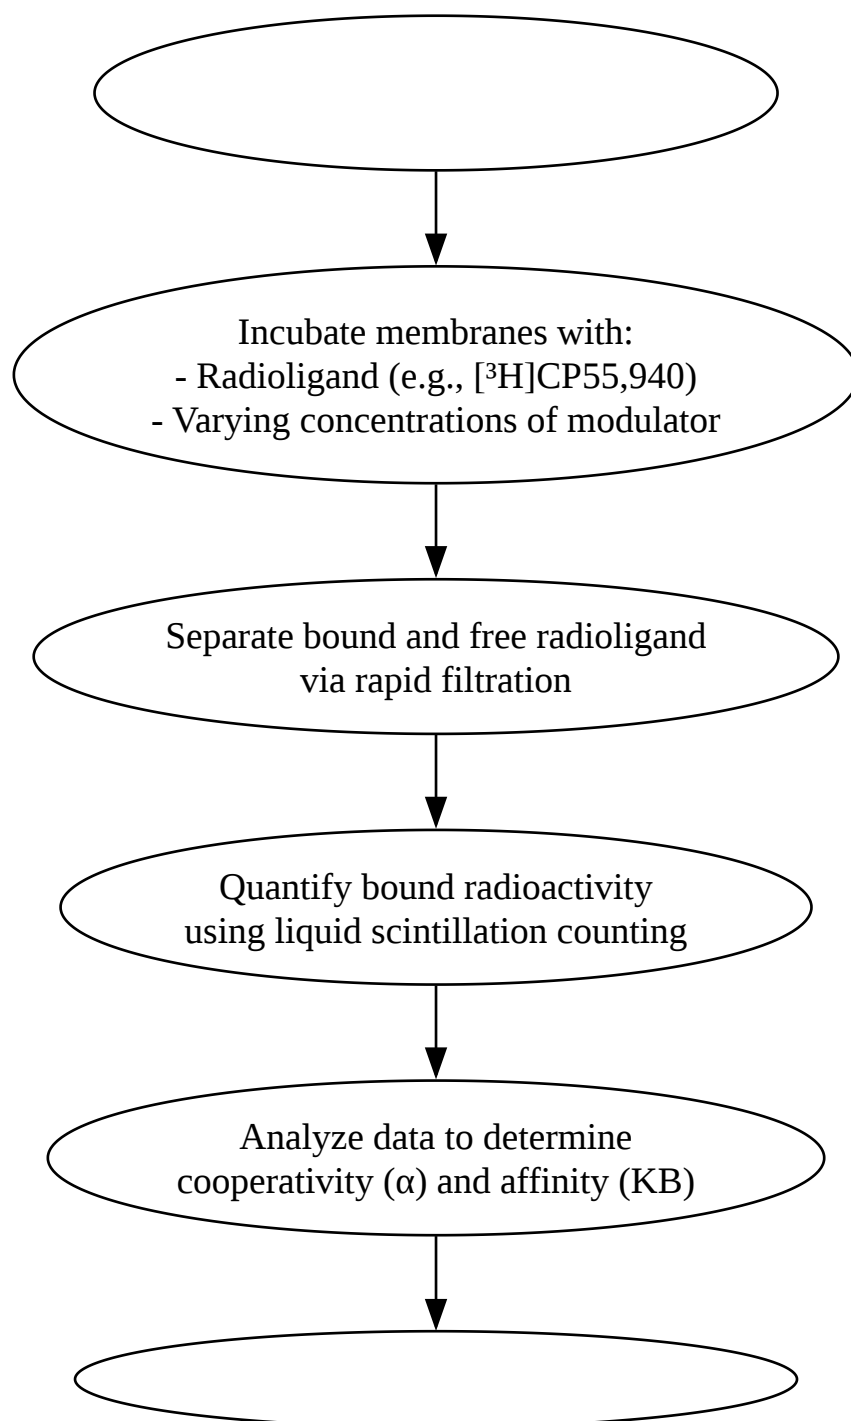 Incubate membranes with:
- Radioligand (e.g., [³H]CP55,940)
- Varying concentrations of modulator
Separate bound and free radioligand
via rapid filtration
Quantify bound radioactivity
using liquid scintillation counting
Analyze data to determine
cooperativity (α) and affinity (KB)